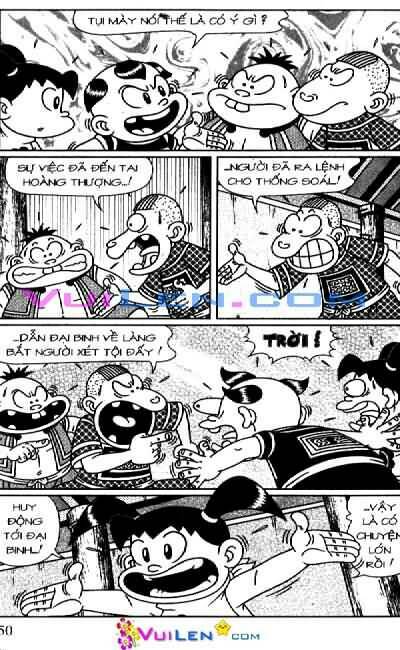 TỤI MÀY NÓI THẾ LÀ CÓ Ý GÌ?
SỰ VỆC ĐÃ ĐẾN TAI
HOÀNG THƯỢNG...!
...NGƯỜI ĐÃ RA LỆNH
CHO THỐNG ĐOÁI...!
VUILEN.COM
...DẪN ĐẠI BINH VỀ LÀNG
BẮT NGƯỜI XÉT TỘI ĐẤY!
TRỜI!
HUY
ĐỘNG
TỚI ĐẠI
BINH...!
...VẬY
LÀ CÓ
CHUYỆN
LỚN
RỒI!
50
VUILEN.COM